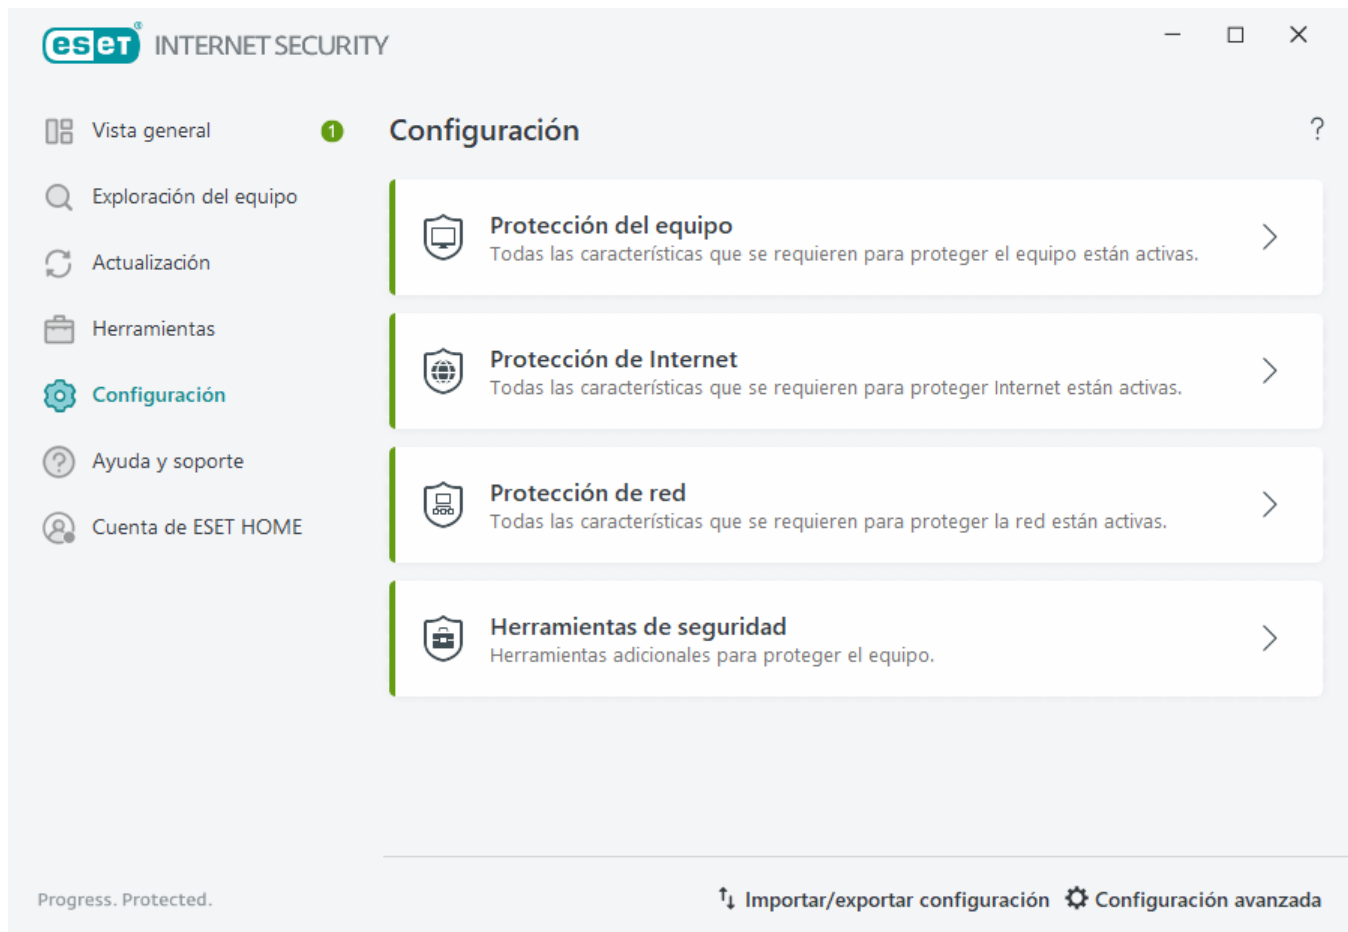 eset® INTERNET SECURITY
Vista general 1
Exploración del equipo
Actualización
Herramientas
Configuración
Ayuda y soporte
Cuenta de ESET HOME
Configuración ?
Protección del equipo
Todas las características que se requieren para proteger el equipo están activas.
Protección de Internet
Todas las características que se requieren para proteger Internet están activas.
Protección de red
Todas las características que se requieren para proteger la red están activas.
Herramientas de seguridad
Herramientas adicionales para proteger el equipo.
Progress. Protected.
Importar/exportar configuración Configuración avanzada